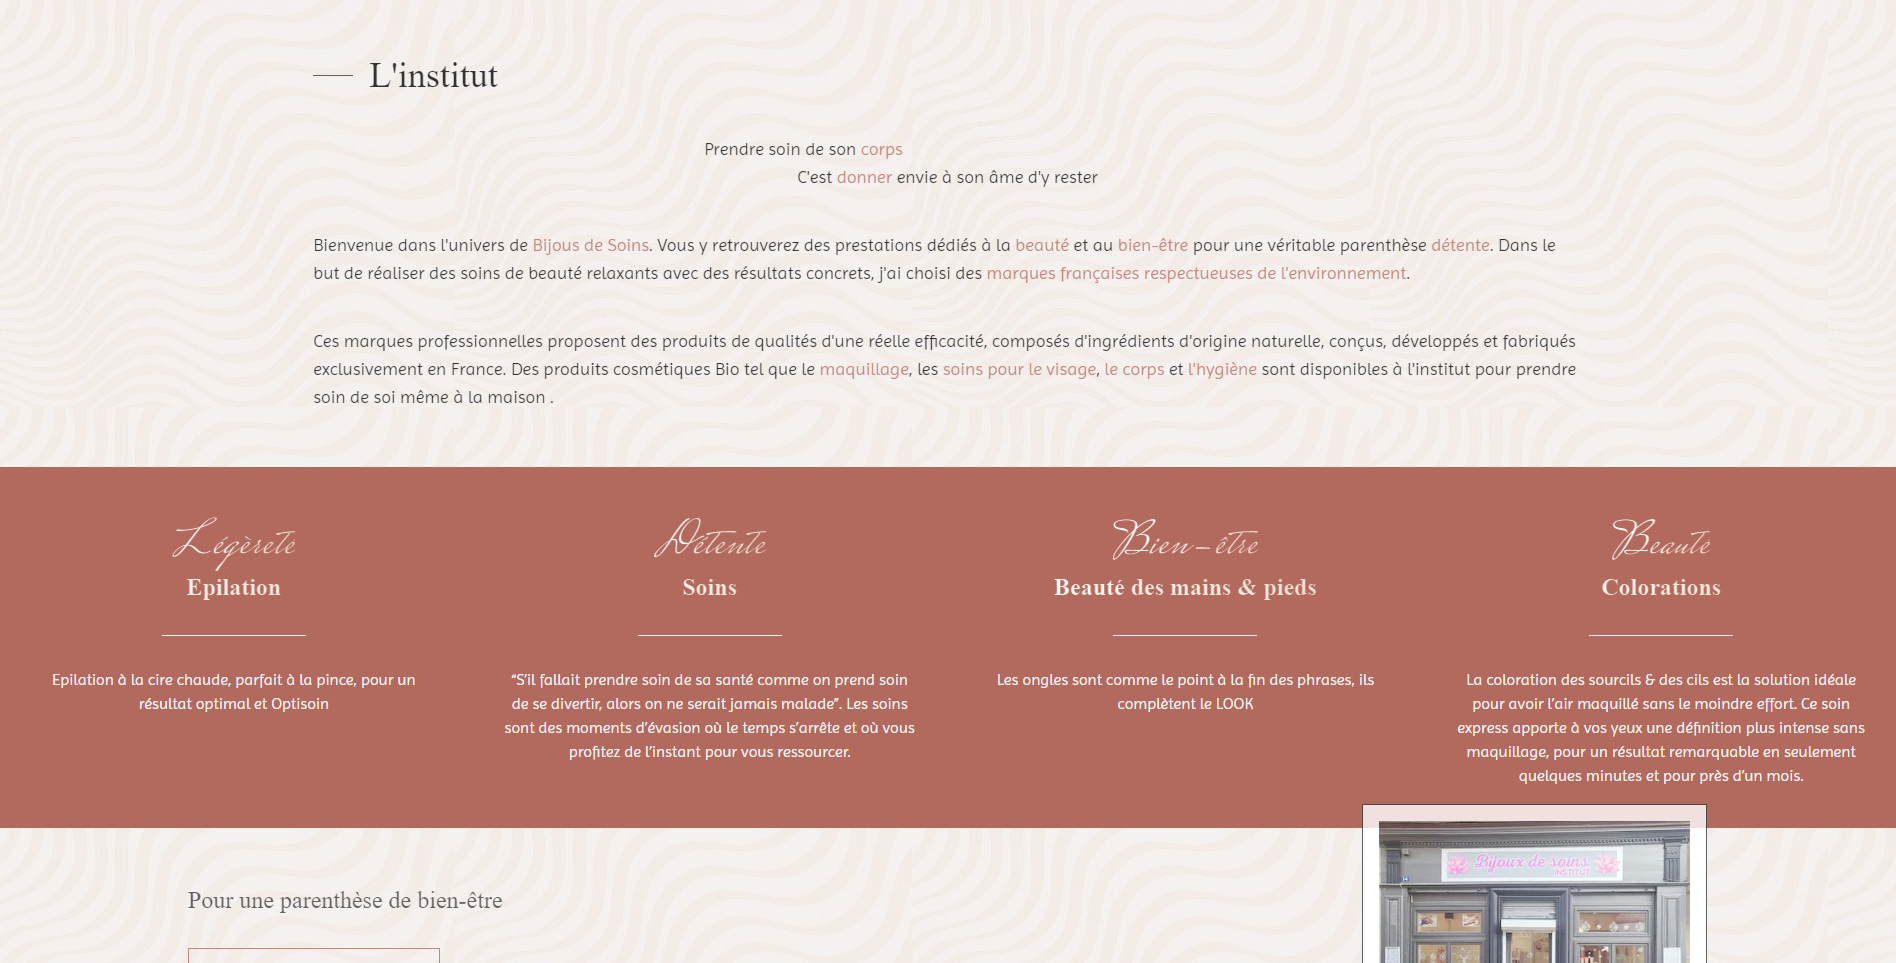 L'institut
Prendre soin de son corps
C'est donner envie à son âme d'y rester
Bienvenue dans l'univers de Bijous de Soins. Vous y retrouverez des prestations dédiés à la beauté et au bien-être pour une véritable parenthèse détente. Dans le
but de réaliser des soins de beauté relaxants avec des résultats concrets, j'ai choisi des marques françaises respectueuses de l'environnement.
Ces marques professionnelles proposent des produits de qualités d'une réelle efficacité, composés d'ingrédients d'origine naturelle, conçus, développés et fabriqués
exclusivement en France. Des produits cosmétiques Bio tel que le maquillage, les soins pour le visage, le corps et l'hygiène sont disponibles à l'institut pour prendre
soin de soi même à la maison .
Légèreté
Epilation
Epilation à la cire chaude, parfait à la pince, pour un
résultat optimal et Optisoin
Détente
Soins
“S’il fallait prendre soin de sa santé comme on prend soin
de se divertir, alors on ne serait jamais malade”. Les soins
sont des moments d’évasion où le temps s’arrête et où vous
profitez de l’instant pour vous ressourcer.
Bien-être
Beauté des mains & pieds
Les ongles sont comme le point à la fin des phrases, ils
complètent le LOOK
Beauté
Colorations
La coloration des sourcils & des cils est la solution idéale
pour avoir l’air maquillé sans le moindre effort. Ce soin
express apporte à vos yeux une définition plus intense sans
maquillage, pour un résultat remarquable en seulement
quelques minutes et pour près d’un mois.
Pour une parenthèse de bien-être
Bijoux de soins
INSTITUT